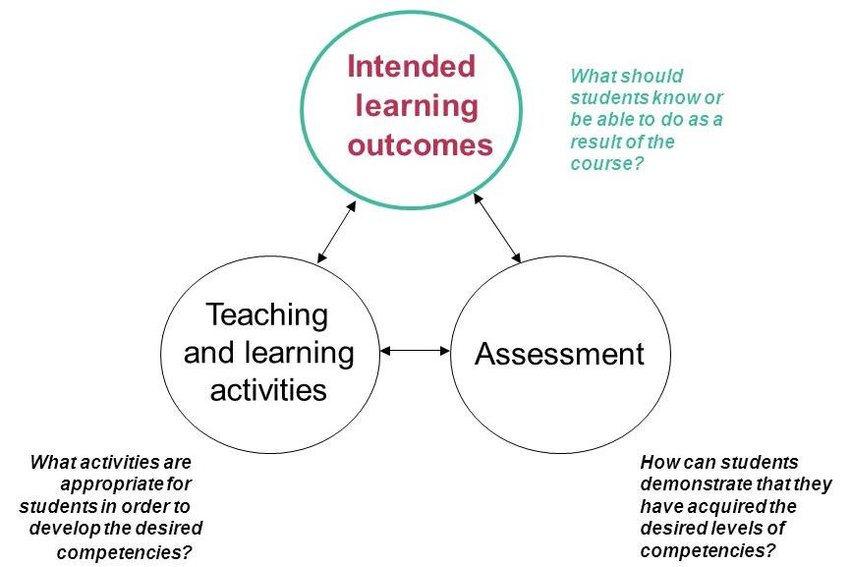 Intended
learning
outcomes
What should
students know or
be able to do as a
result of the
course?
Teaching
and learning
activities
Assessment
What activities are
appropriate for
students in order to
develop the desired
competencies?
How can students
demonstrate that they
have acquired the
desired levels of
competencies?